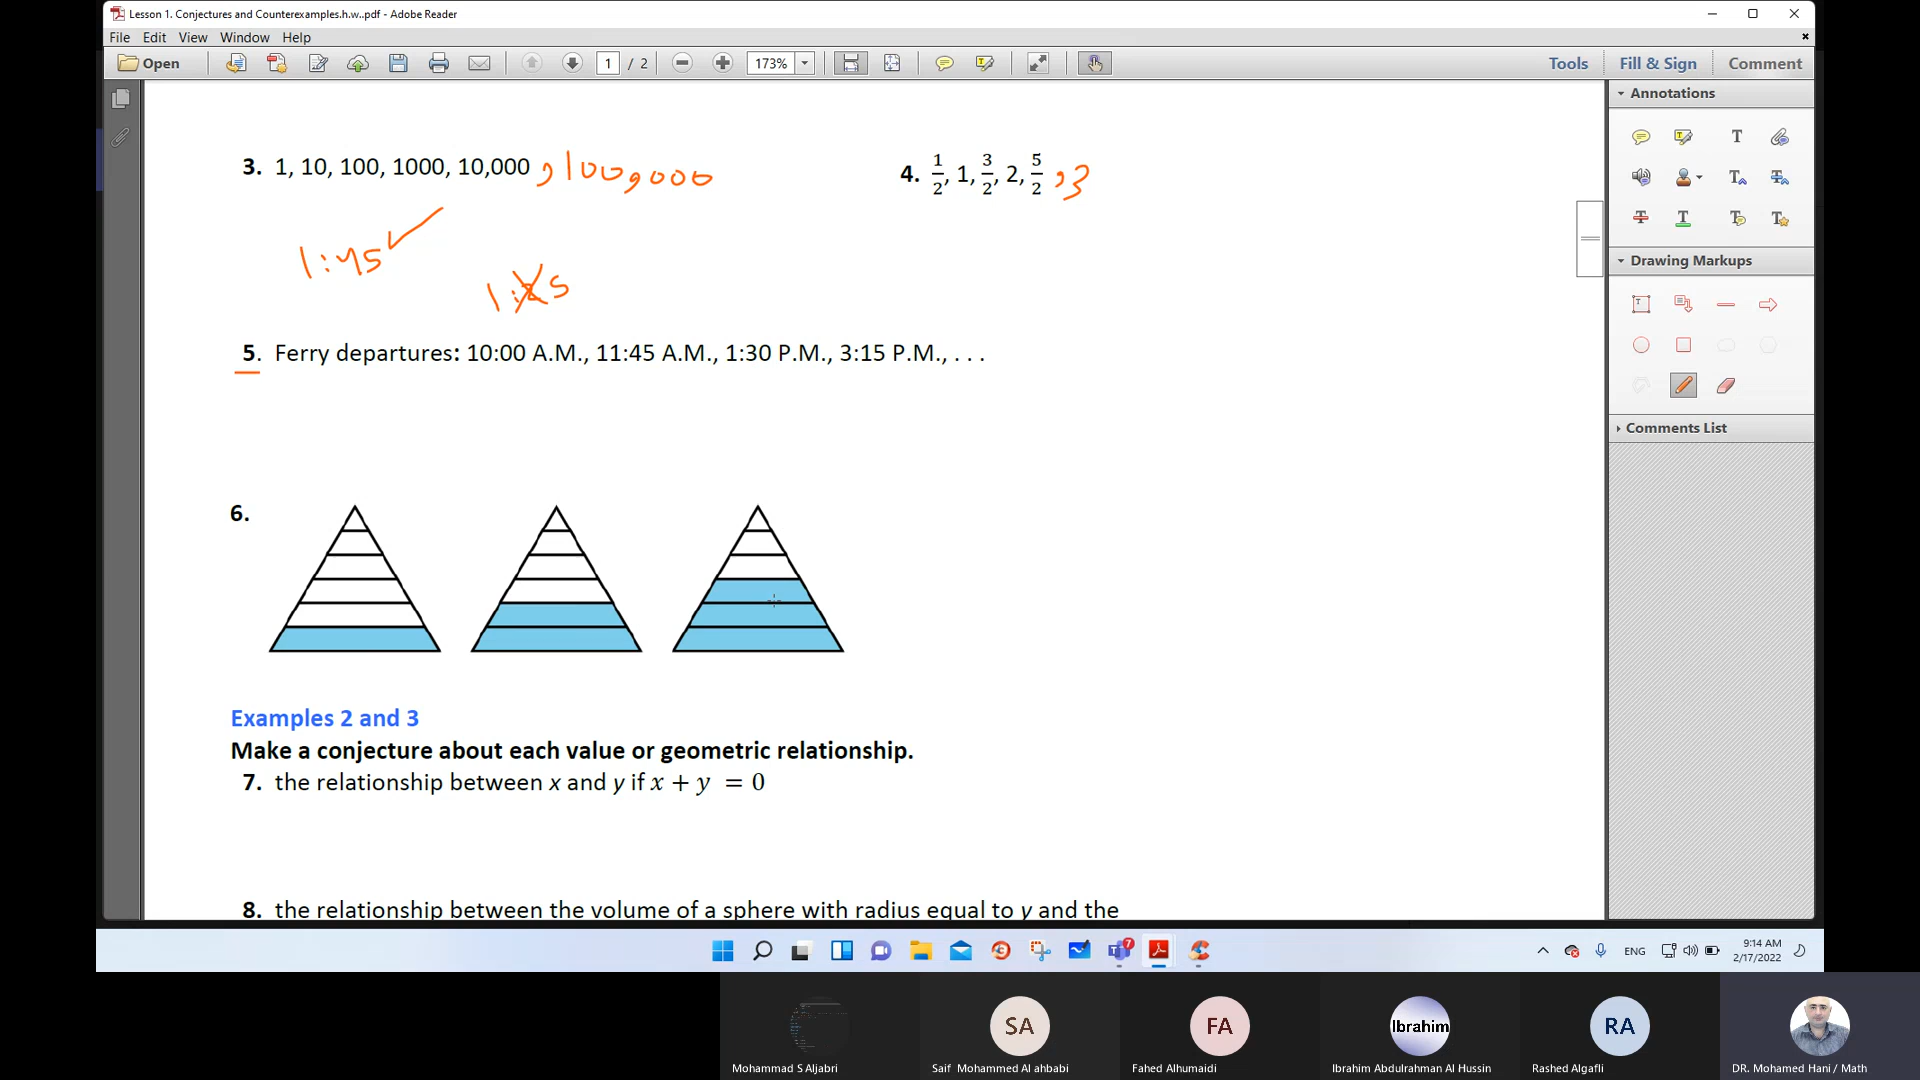 Lesson 1. Conjectures and Counterexamples.h.w..pdf - Adobe Reader
File Edit View Window Help
Open 1 / 2 173% Tools Fill & Sign Comment
Annotations
Drawing Markups
Comments List
3. 1, 10, 100, 1000, 10,000 , 100,000
4. 1/2, 1, 3/2, 2, 5/2 , 3
1:45
1:25
5. Ferry departures: 10:00 A.M., 11:45 A.M., 1:30 P.M., 3:15 P.M., . . .
6.
Examples 2 and 3
Make a conjecture about each value or geometric relationship.
7. the relationship between x and y if x + y = 0
8. the relationship between the volume of a sphere with radius equal to y and the
ENG
9:14 AM
2/17/2022
7
SA FA Ibrahim RA
Mohammad S Aljabri Saif Mohammed Al ahbabi Fahed Alhumaidi Ibrahim Abdulrahman Al Hussin Rashed Algafli DR. Mohamed Hani / Math